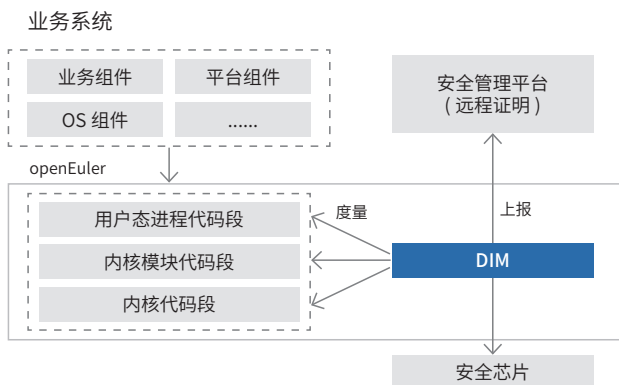 业务系统
业务组件
平台组件
OS 组件
......
安全管理平台
( 远程证明 )
openEuler
用户态进程代码段
内核模块代码段
内核代码段
度量
上报
DIM
安全芯片